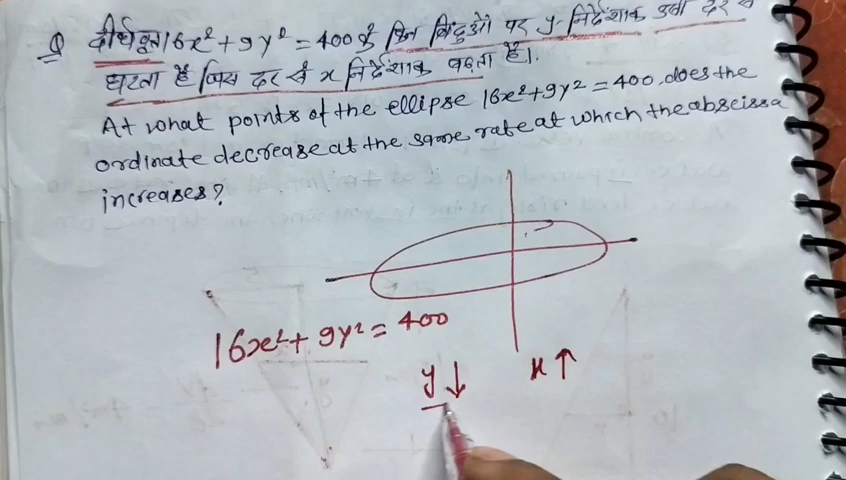 Q दीर्घवृत्त 16x² + 9y² = 400 के किन बिंदुओं पर y निर्देशांक उसी दर से
घटता है जिस दर से x निर्देशांक बढ़ता है।
At what points of the ellipse 16x² + 9y² = 400, does the
ordinate decrease at the same rate at which the abscissa
increases?
16x² + 9y² = 400
y ↓ x ↑